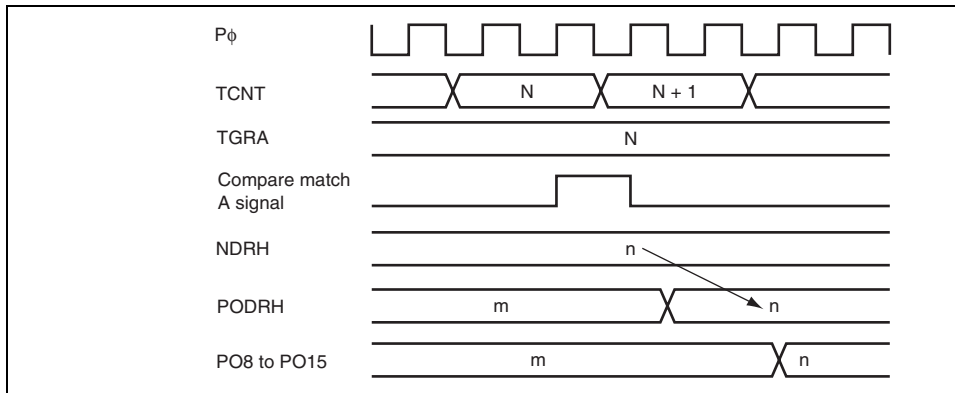 Pϕ
TCNT N N + 1
TGRA N
Compare match
A signal
NDRH n
PODRH m n
PO8 to PO15 m n